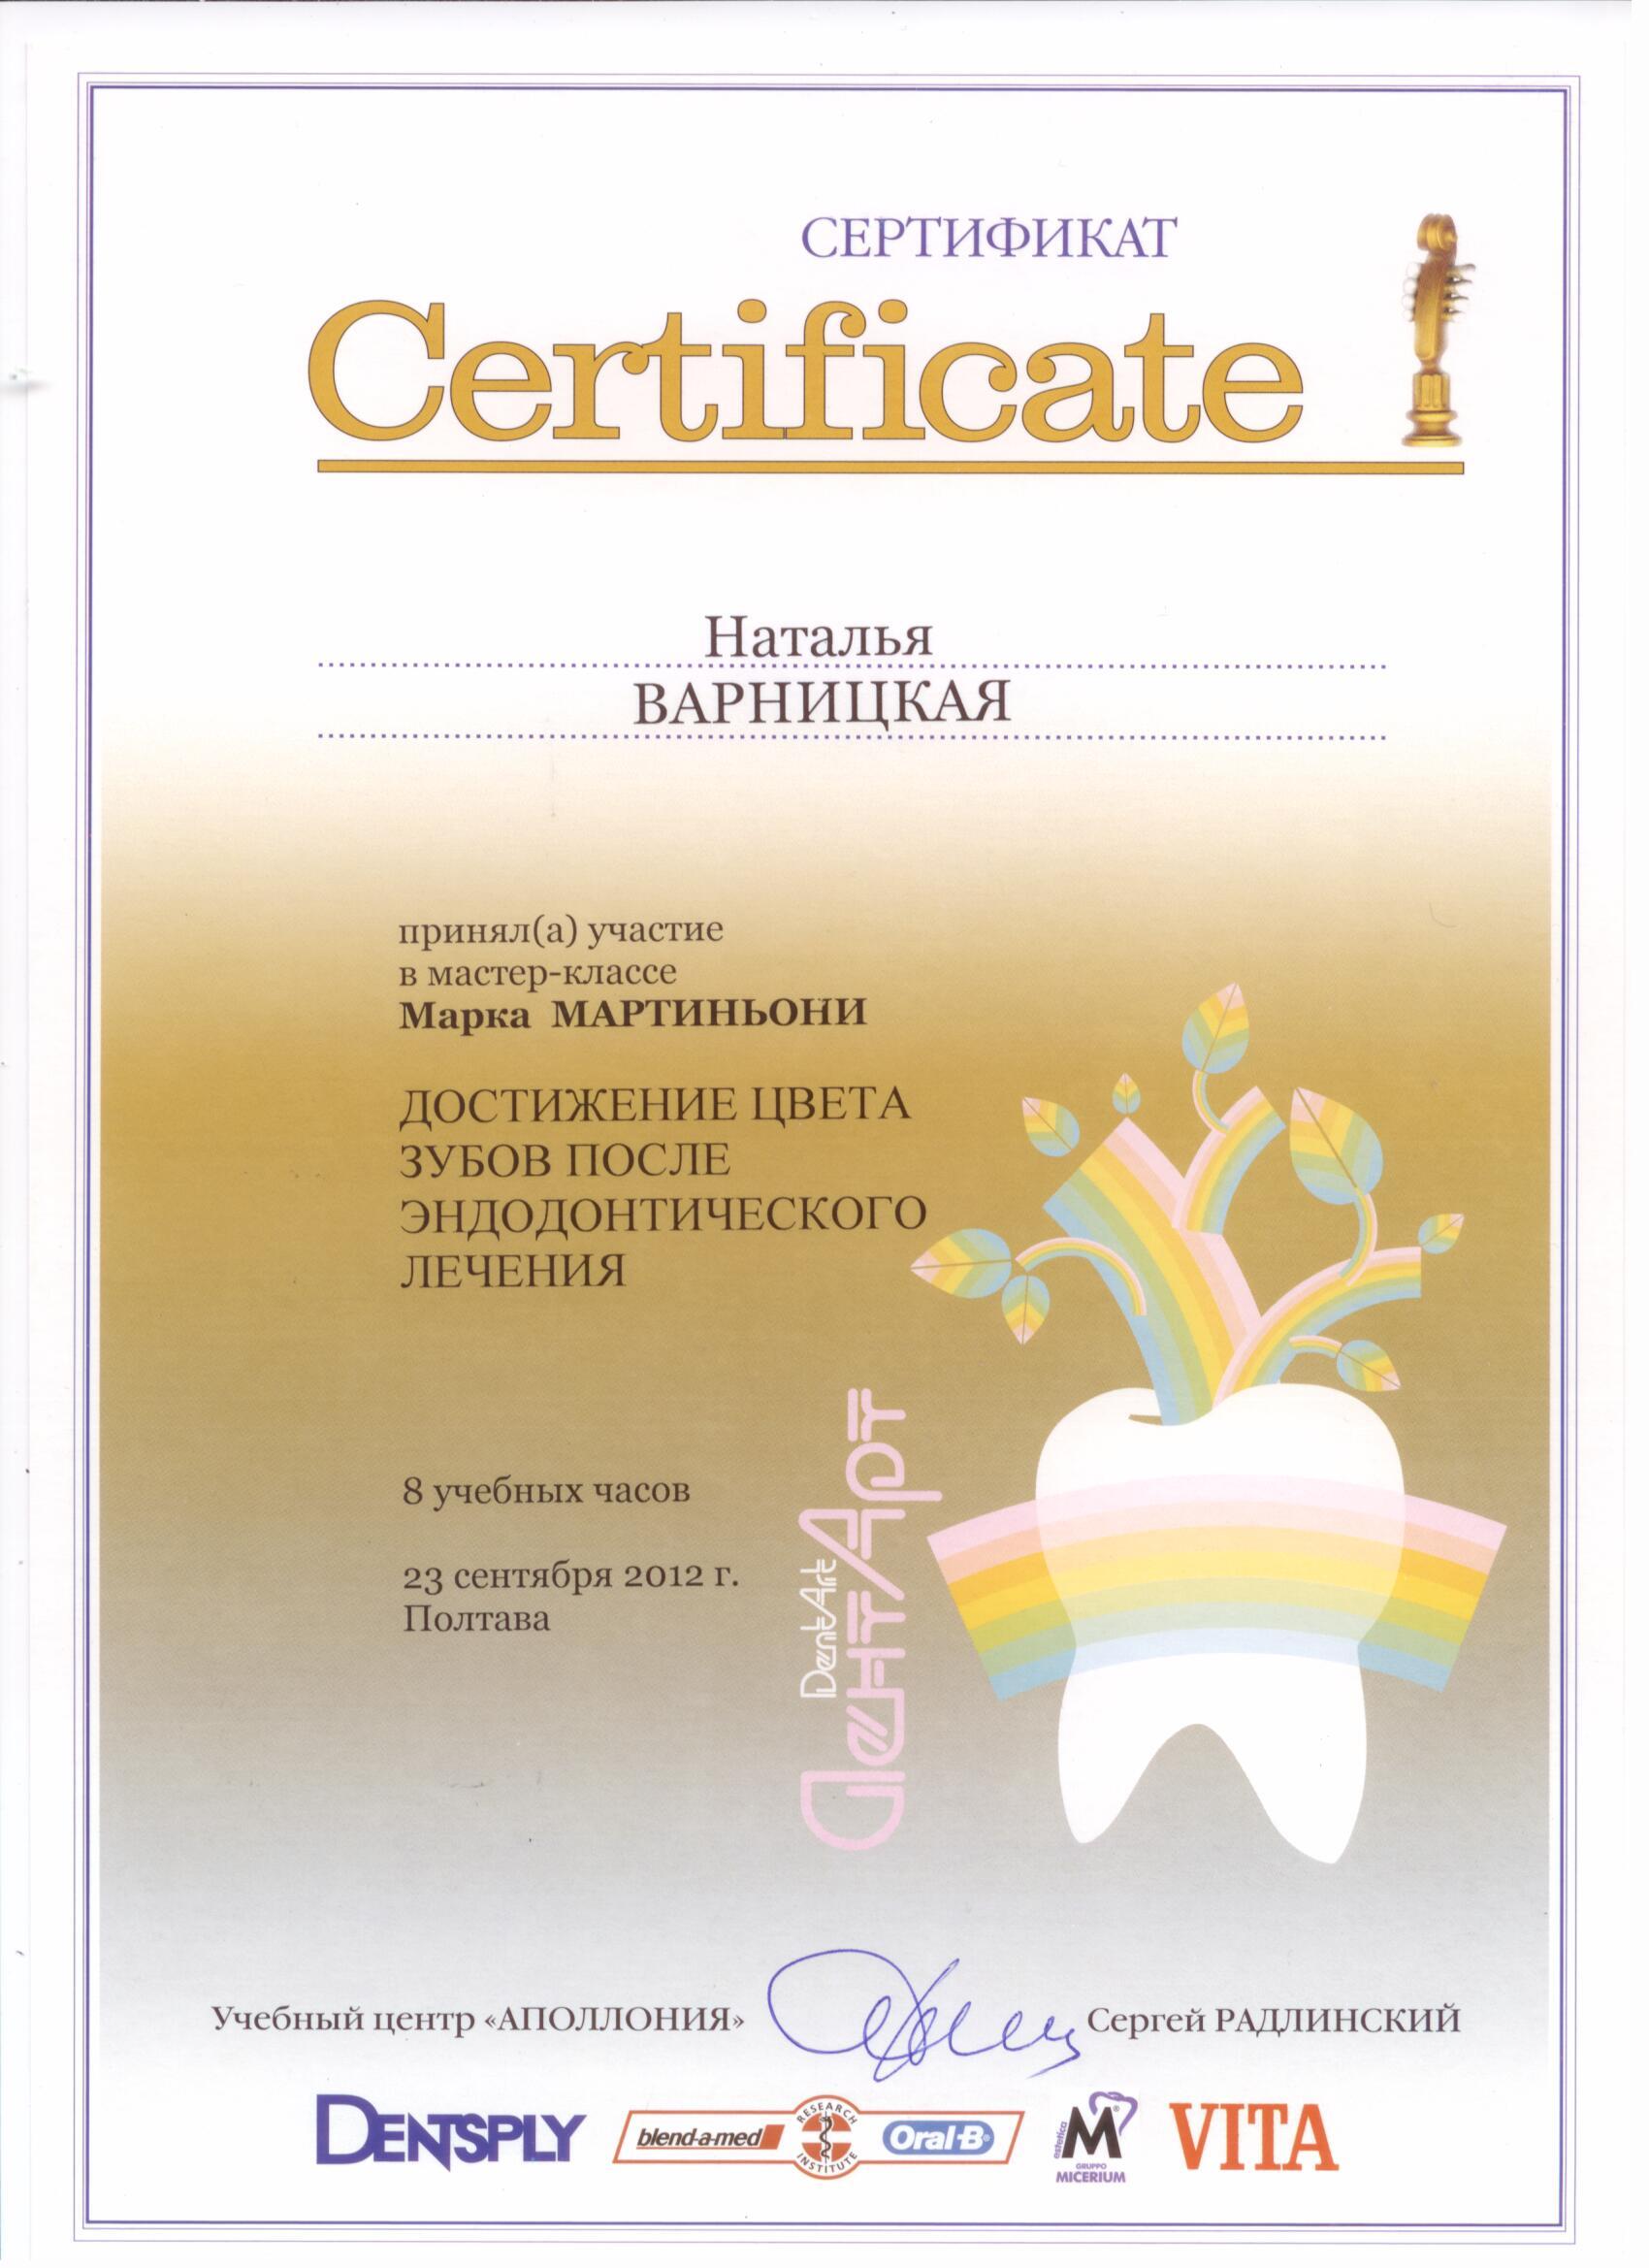 СЕРТИФИКАТ
Certificate
Наталья
ВАРНИЦКАЯ
принял(а) участие
в мастер-классе
Марка МАРТИНЬОНИ
ДОСТИЖЕНИЕ ЦВЕТА
ЗУБОВ ПОСЛЕ
ЭНДОДОНТИЧЕСКОГО
ЛЕЧЕНИЯ
8 учебных часов
23 сентября 2012 г.
Полтава
DentArt
ДентАрт
Учебный центр «АПОЛЛОНИЯ»
Сергей РАДЛИНСКИЙ
DENTSPLY
blend-a-med
RESEARCH
INSTITUTE
Oral-B
estetica
M
GRUPPO
MICERIUM
VITA